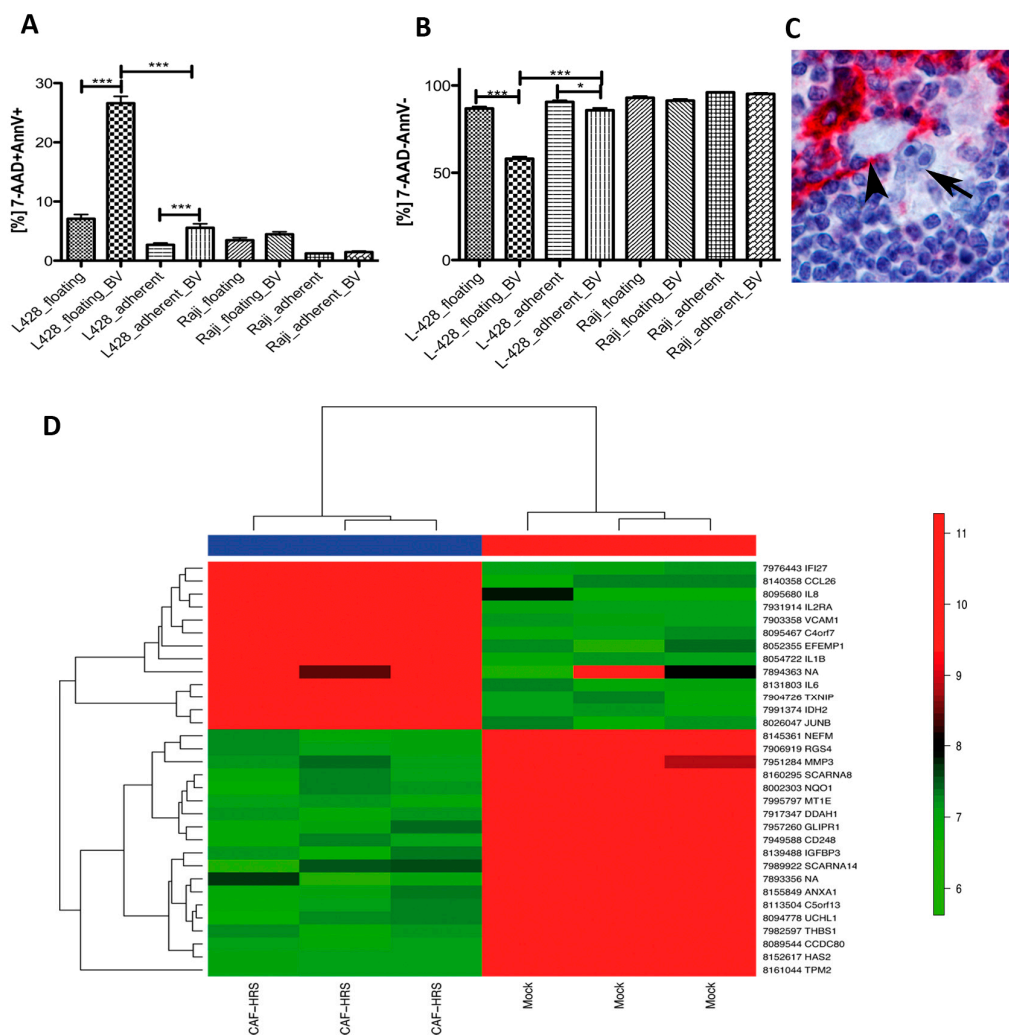 A
B
C
[%] 7-AAD+AnnV+
30
20
10
0
***
***
***
L428_floating
L428_floating_BV
L428_adherent
L428_adherent_BV
Raji_floating
Raji_floating_BV
Raji_adherent
Raji_adherent_BV
[%] 7-AAD-AnnV-
100
50
0
***
***
*
L-428_floating
L-428_floating_BV
L-428_adherent
L-428_adherent_BV
Raji_floating
Raji_floating_BV
Raji_adherent
Raji_adherent_BV
D
7976443 IFI27
8140358 CCL26
8095680 IL8
7931914 IL2RA
7903358 VCAM1
8095467 C4orf7
8052355 EFEMP1
8054722 IL1B
7894363 NA
8131803 IL6
7904726 TXNIP
7991374 IDH2
8026047 JUNB
8145361 NEFM
7906919 RGS4
7951284 MMP3
8160295 SCARNA8
8002303 NQO1
7995797 MT1E
7917347 DDAH1
7957260 GLIPR1
7949588 CD248
8139488 IGFBP3
7989922 SCARNA14
7893356 NA
8155849 ANXA1
8113504 C5orf13
8094778 UCHL1
7982597 THBS1
8089544 CCDC80
8152617 HAS2
8161044 TPM2
CAF-HRS
CAF-HRS
CAF-HRS
Mock
Mock
Mock
11
10
9
8
7
6